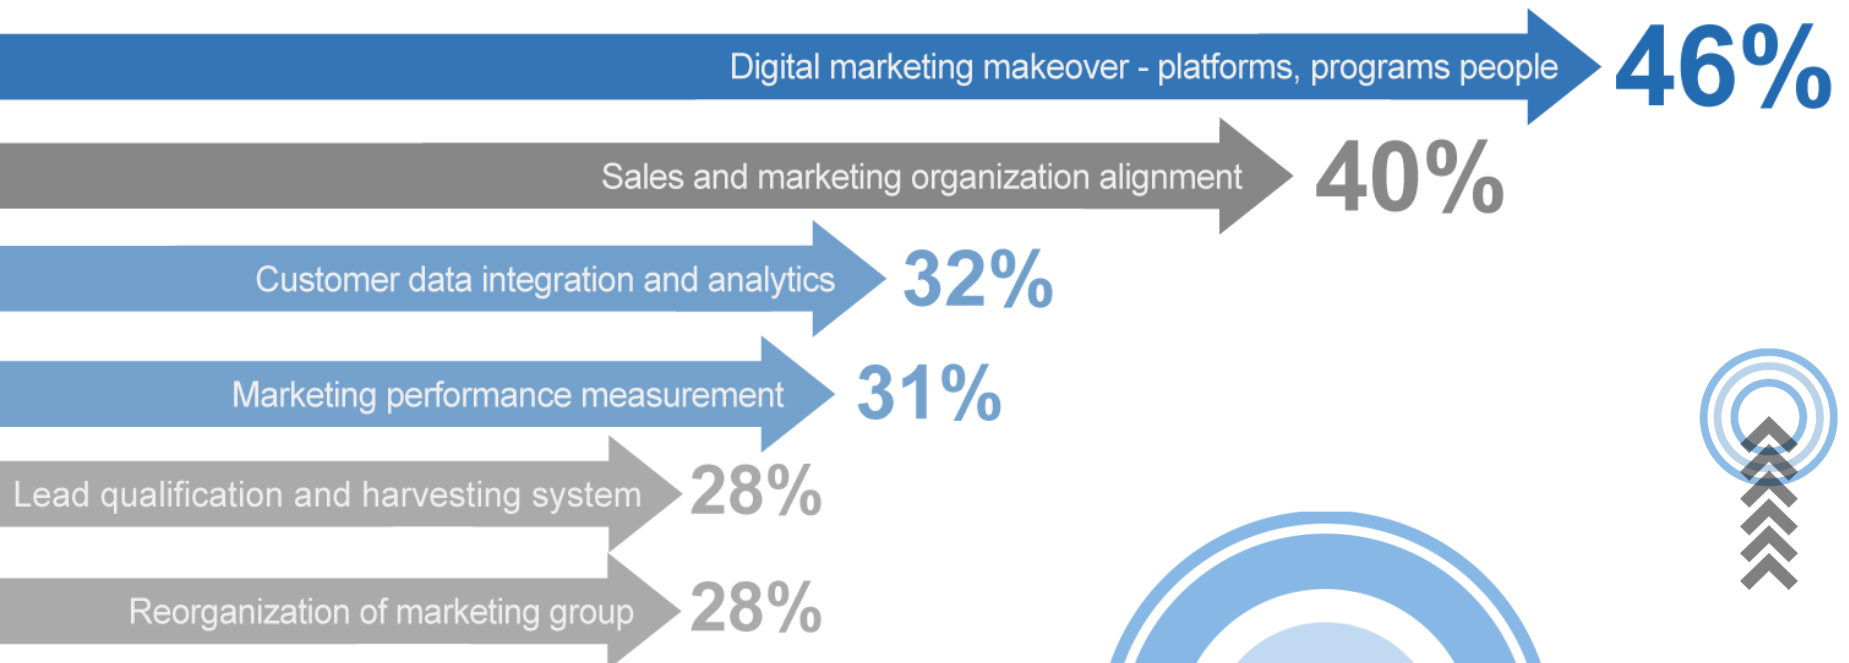 Digital marketing makeover - platforms, programs people
46%
Sales and marketing organization alignment
40%
Customer data integration and analytics
32%
Marketing performance measurement
31%
Lead qualification and harvesting system
28%
Reorganization of marketing group
28%